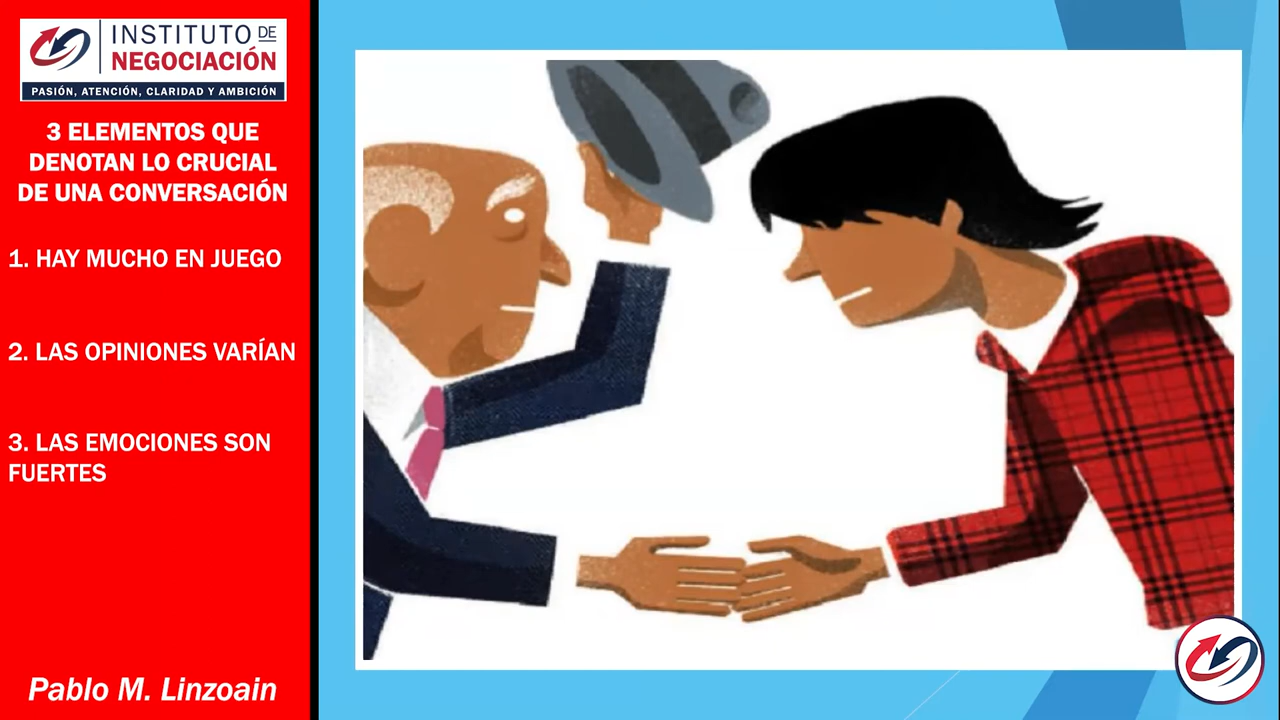 INSTITUTO DE
NEGOCIACIÓN
PASIÓN, ATENCIÓN, CLARIDAD Y AMBICIÓN
3 ELEMENTOS QUE
DENOTAN LO CRUCIAL
DE UNA CONVERSACIÓN
1. HAY MUCHO EN JUEGO
2. LAS OPINIONES VARÍAN
3. LAS EMOCIONES SON
FUERTES
Pablo M. Linzoain